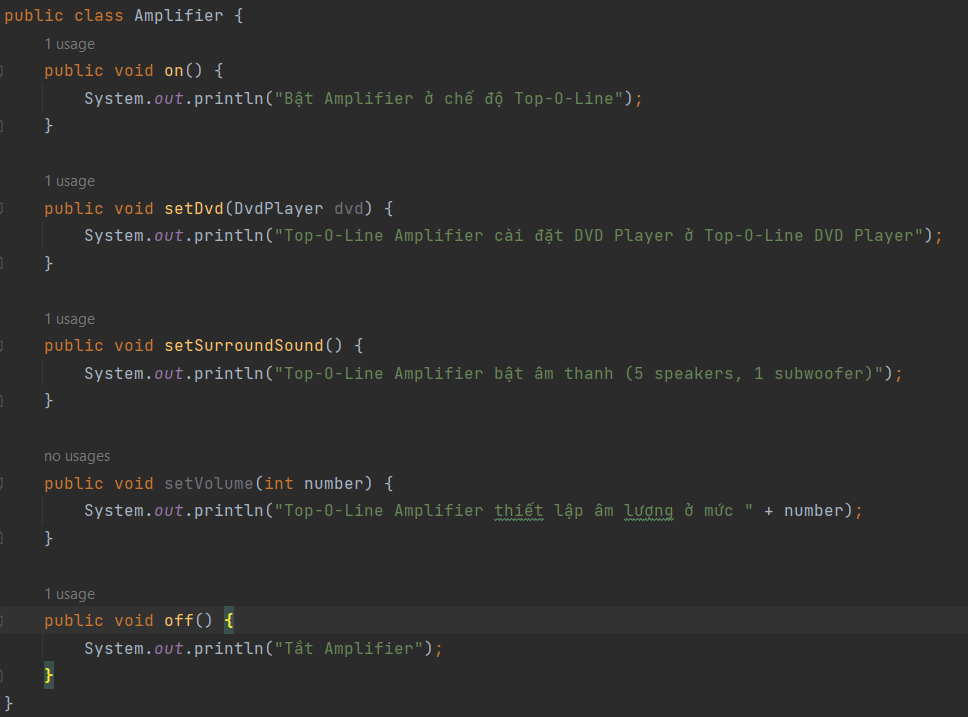 public class Amplifier {
1 usage
public void on() {
System.out.println("Bật Amplifier ở chế độ Top-O-Line");
}
1 usage
public void setDvd(DvdPlayer dvd) {
System.out.println("Top-O-Line Amplifier cài đặt DVD Player ở Top-O-Line DVD Player");
}
1 usage
public void setSurroundSound() {
System.out.println("Top-O-Line Amplifier bật âm thanh (5 speakers, 1 subwoofer)");
}
no usages
public void setVolume(int number) {
System.out.println("Top-O-Line Amplifier thiết lập âm lượng ở mức " + number);
}
1 usage
public void off() {
System.out.println("Tắt Amplifier");
}
}